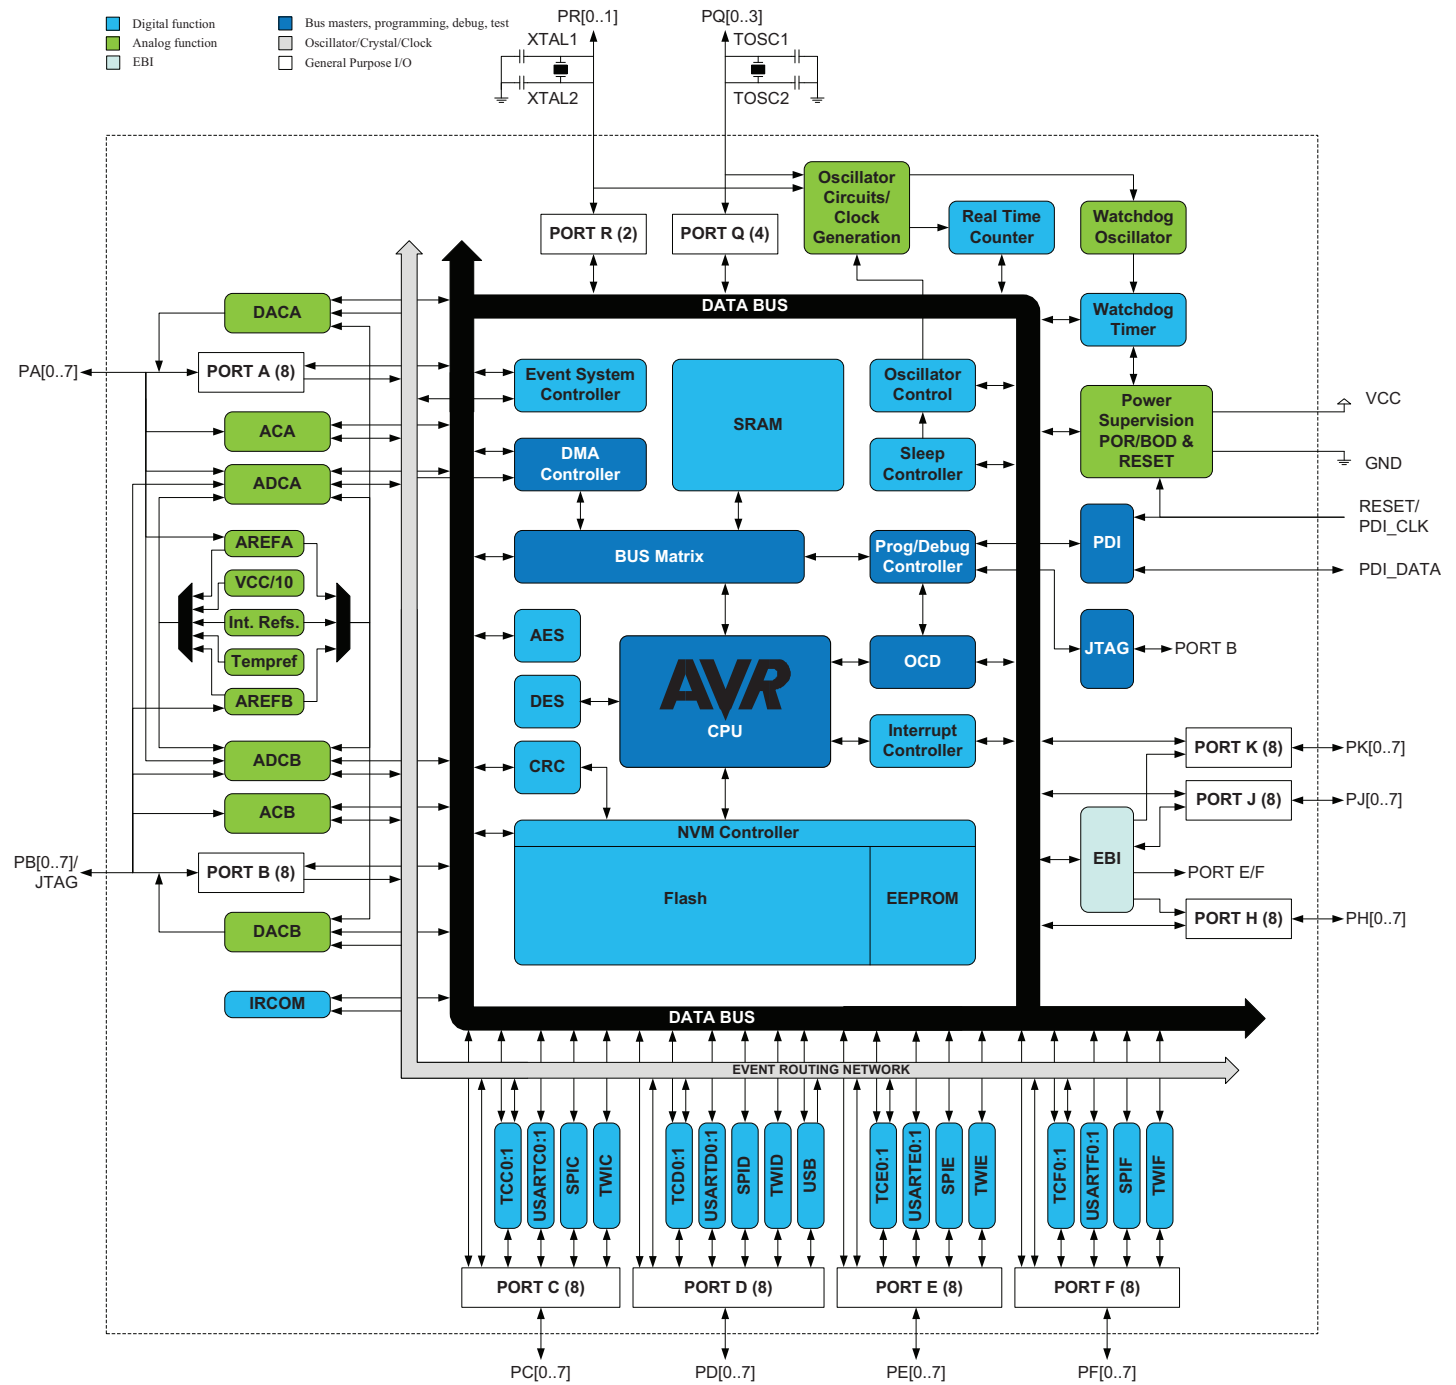 Digital function
Analog function
EBI
Bus masters, programming, debug, test
Oscillator/Crystal/Clock
General Purpose I/O
PR[0..1]
XTAL1
XTAL2
PQ[0..3]
TOSC1
TOSC2
PORT R (2)
PORT Q (4)
Oscillator
Circuits/
Clock
Generation
Real Time
Counter
Watchdog
Oscillator
DATA BUS
Watchdog
Timer
DACA
PA[0..7]
PORT A (8)
ACA
ADCA
AREFA
VCC/10
Int. Refs.
Tempref
AREFB
ADCB
ACB
PB[0..7]/
JTAG
PORT B (8)
DACB
IRCOM
Event System
Controller
SRAM
Oscillator
Control
DMA
Controller
Sleep
Controller
BUS Matrix
Prog/Debug
Controller
AES
DES
CRC
AVR
CPU
OCD
Interrupt
Controller
NVM Controller
Flash
EEPROM
Power
Supervision
POR/BOD &
RESET
VCC
GND
RESET/
PDI_CLK
PDI
PDI_DATA
JTAG
PORT B
PORT K (8)
PK[0..7]
PORT J (8)
PJ[0..7]
EBI
PORT E/F
PORT H (8)
PH[0..7]
DATA BUS
EVENT ROUTING NETWORK
TCC0:1
USARTC0:1
SPIC
TWIC
TCD0:1
USARTD0:1
SPID
TWID
USB
TCE0:1
USARTE0:1
SPIE
TWIE
TCF0:1
USARTF0:1
SPIF
TWIF
PORT C (8)
PORT D (8)
PORT E (8)
PORT F (8)
PC[0..7]
PD[0..7]
PE[0..7]
PF[0..7]